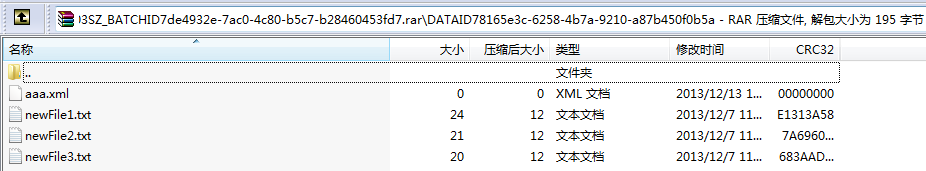 03SZ_BATCHID7de4932e-7ac0-4c80-b5c7-b28460453fd7.rar\DATAID78165e3c-6258-4b7a-9210-a87b450f0b5a - RAR 压缩文件, 解包大小为 195 字节
名称 大小 压缩后大小 类型 修改时间 CRC32
.. 文件夹
aaa.xml 0 0 XML 文档 2013/12/13 1... 00000000
newFile1.txt 24 12 文本文档 2013/12/7 11... E1313A58
newFile2.txt 21 12 文本文档 2013/12/7 11... 7A6960...
newFile3.txt 20 12 文本文档 2013/12/7 11... 683AAD...